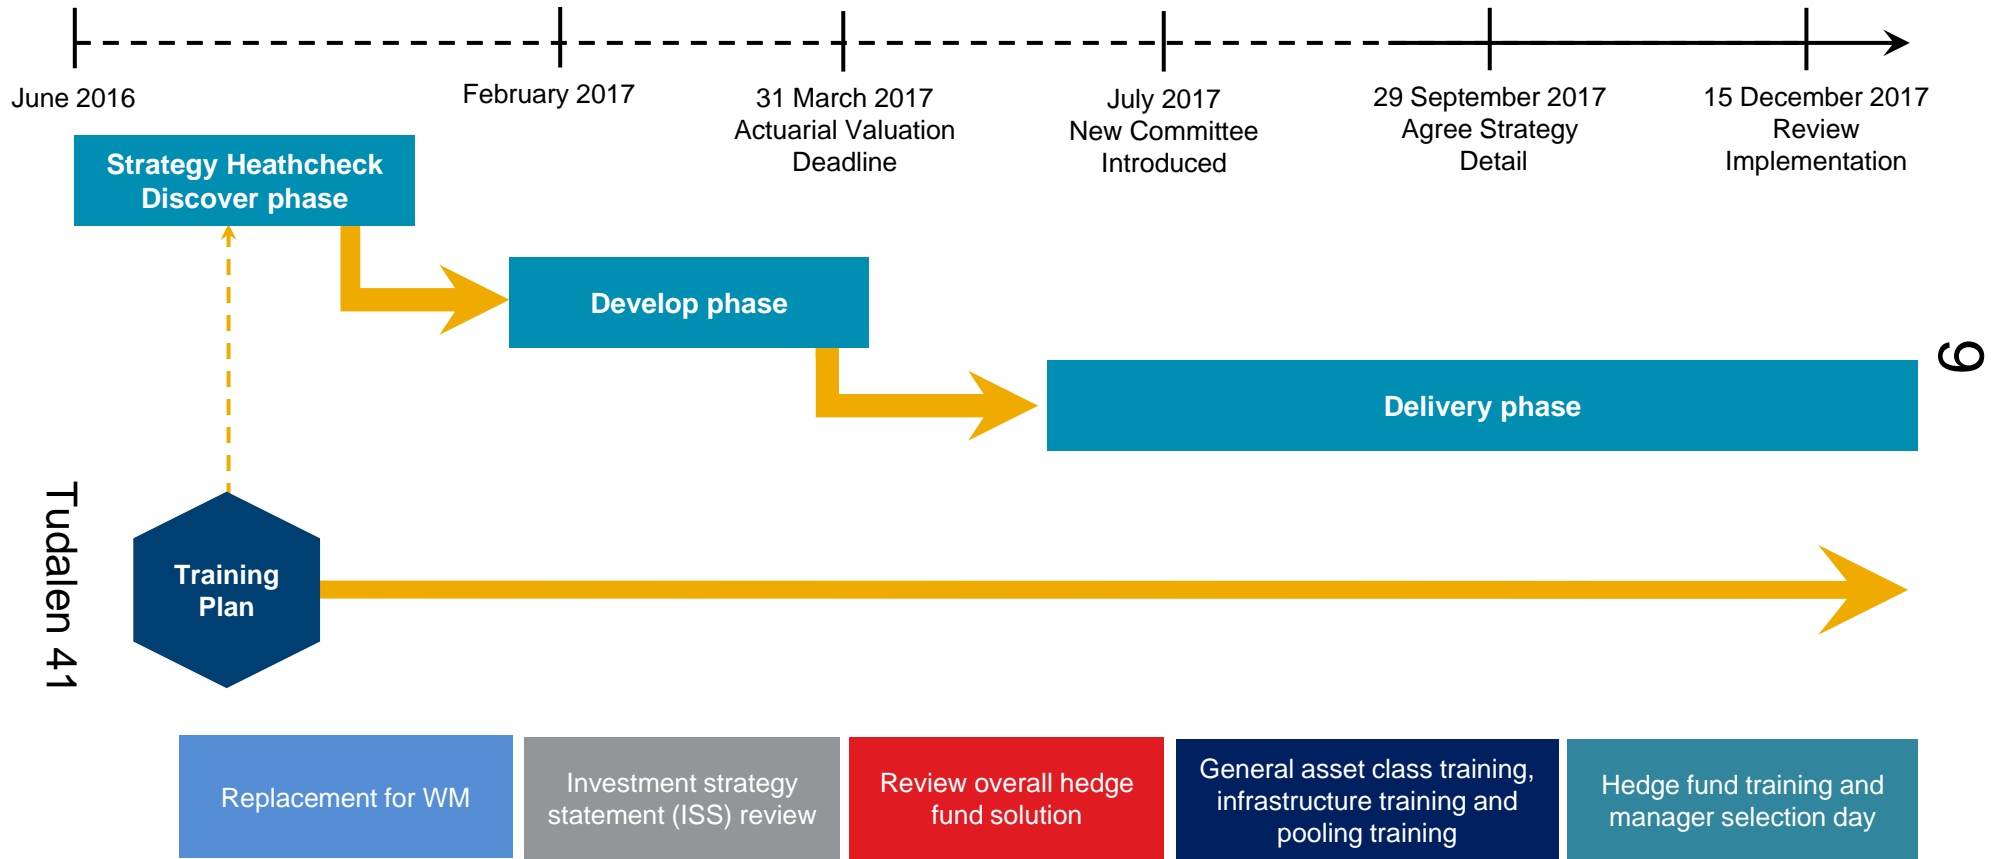 June 2016
February 2017
31 March 2017
Actuarial Valuation
Deadline
July 2017
New Committee
Introduced
29 September 2017
Agree Strategy
Detail
15 December 2017
Review
Implementation
Strategy Heathcheck
Discover phase
Develop phase
Delivery phase
9
Tudalen 41
Training
Plan
Replacement for WM
Investment strategy
statement (ISS) review
Review overall hedge
fund solution
General asset class training,
infrastructure training and
pooling training
Hedge fund training and
manager selection day